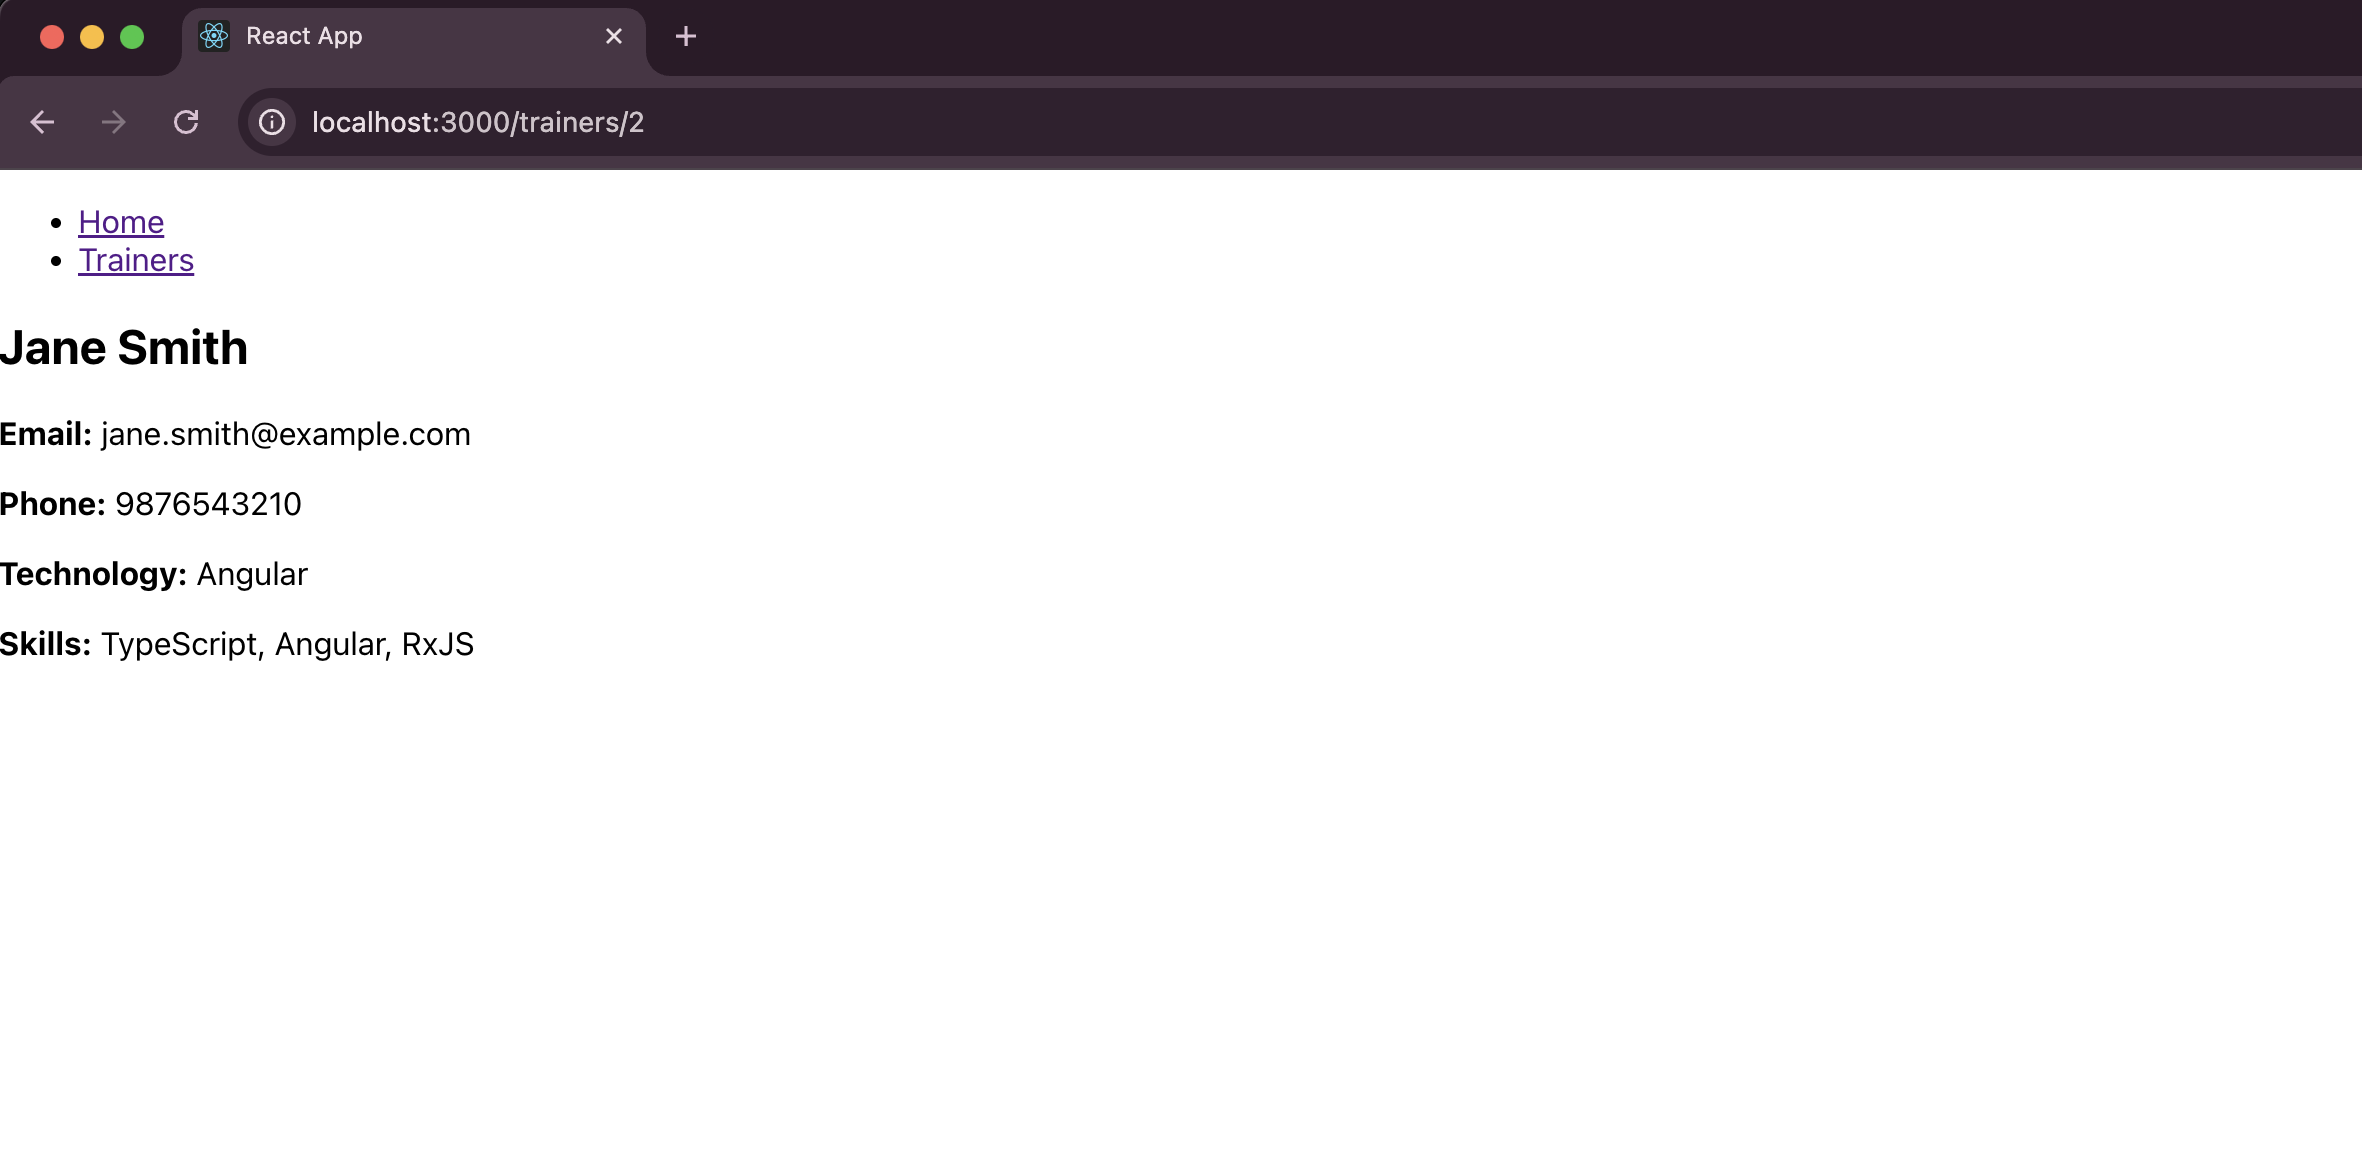 React App
localhost:3000/trainers/2
Home
Trainers
Jane Smith
Email: jane.smith@example.com
Phone: 9876543210
Technology: Angular
Skills: TypeScript, Angular, RxJS